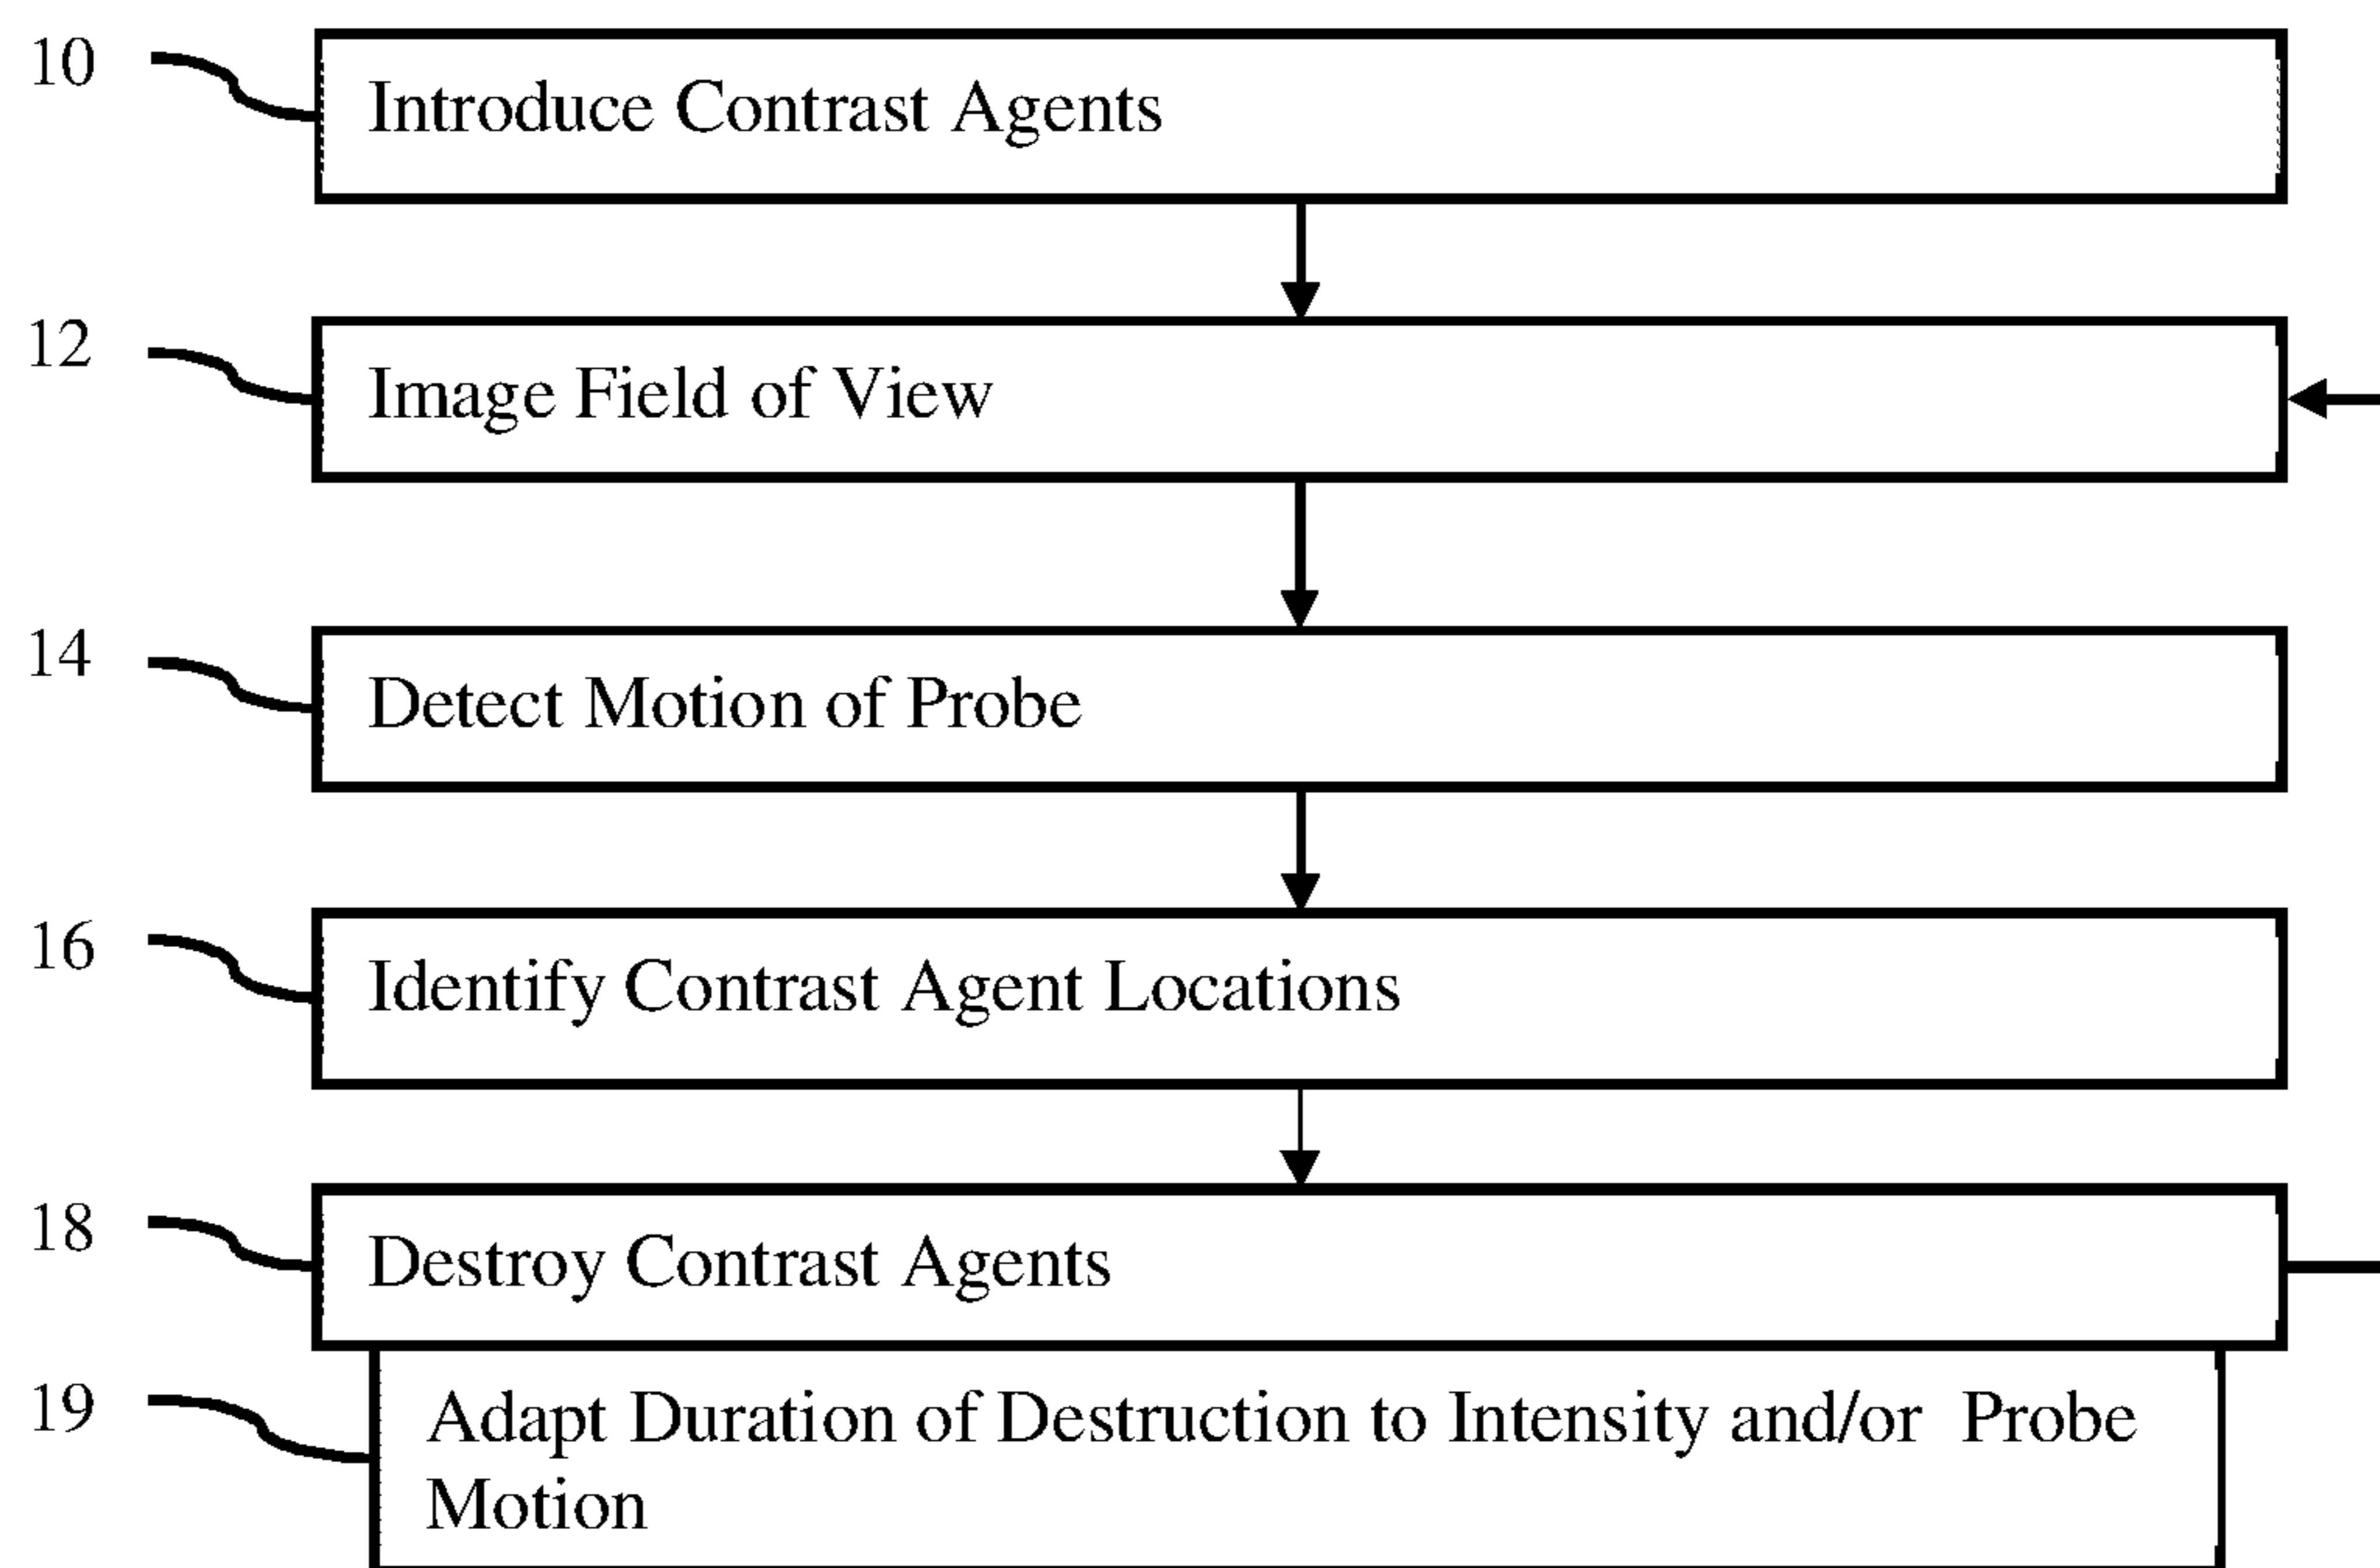 10
Introduce Contrast Agents
12
Image Field of View
14
Detect Motion of Probe
16
Identify Contrast Agent Locations
18
Destroy Contrast Agents
19
Adapt Duration of Destruction to Intensity and/or Probe
Motion